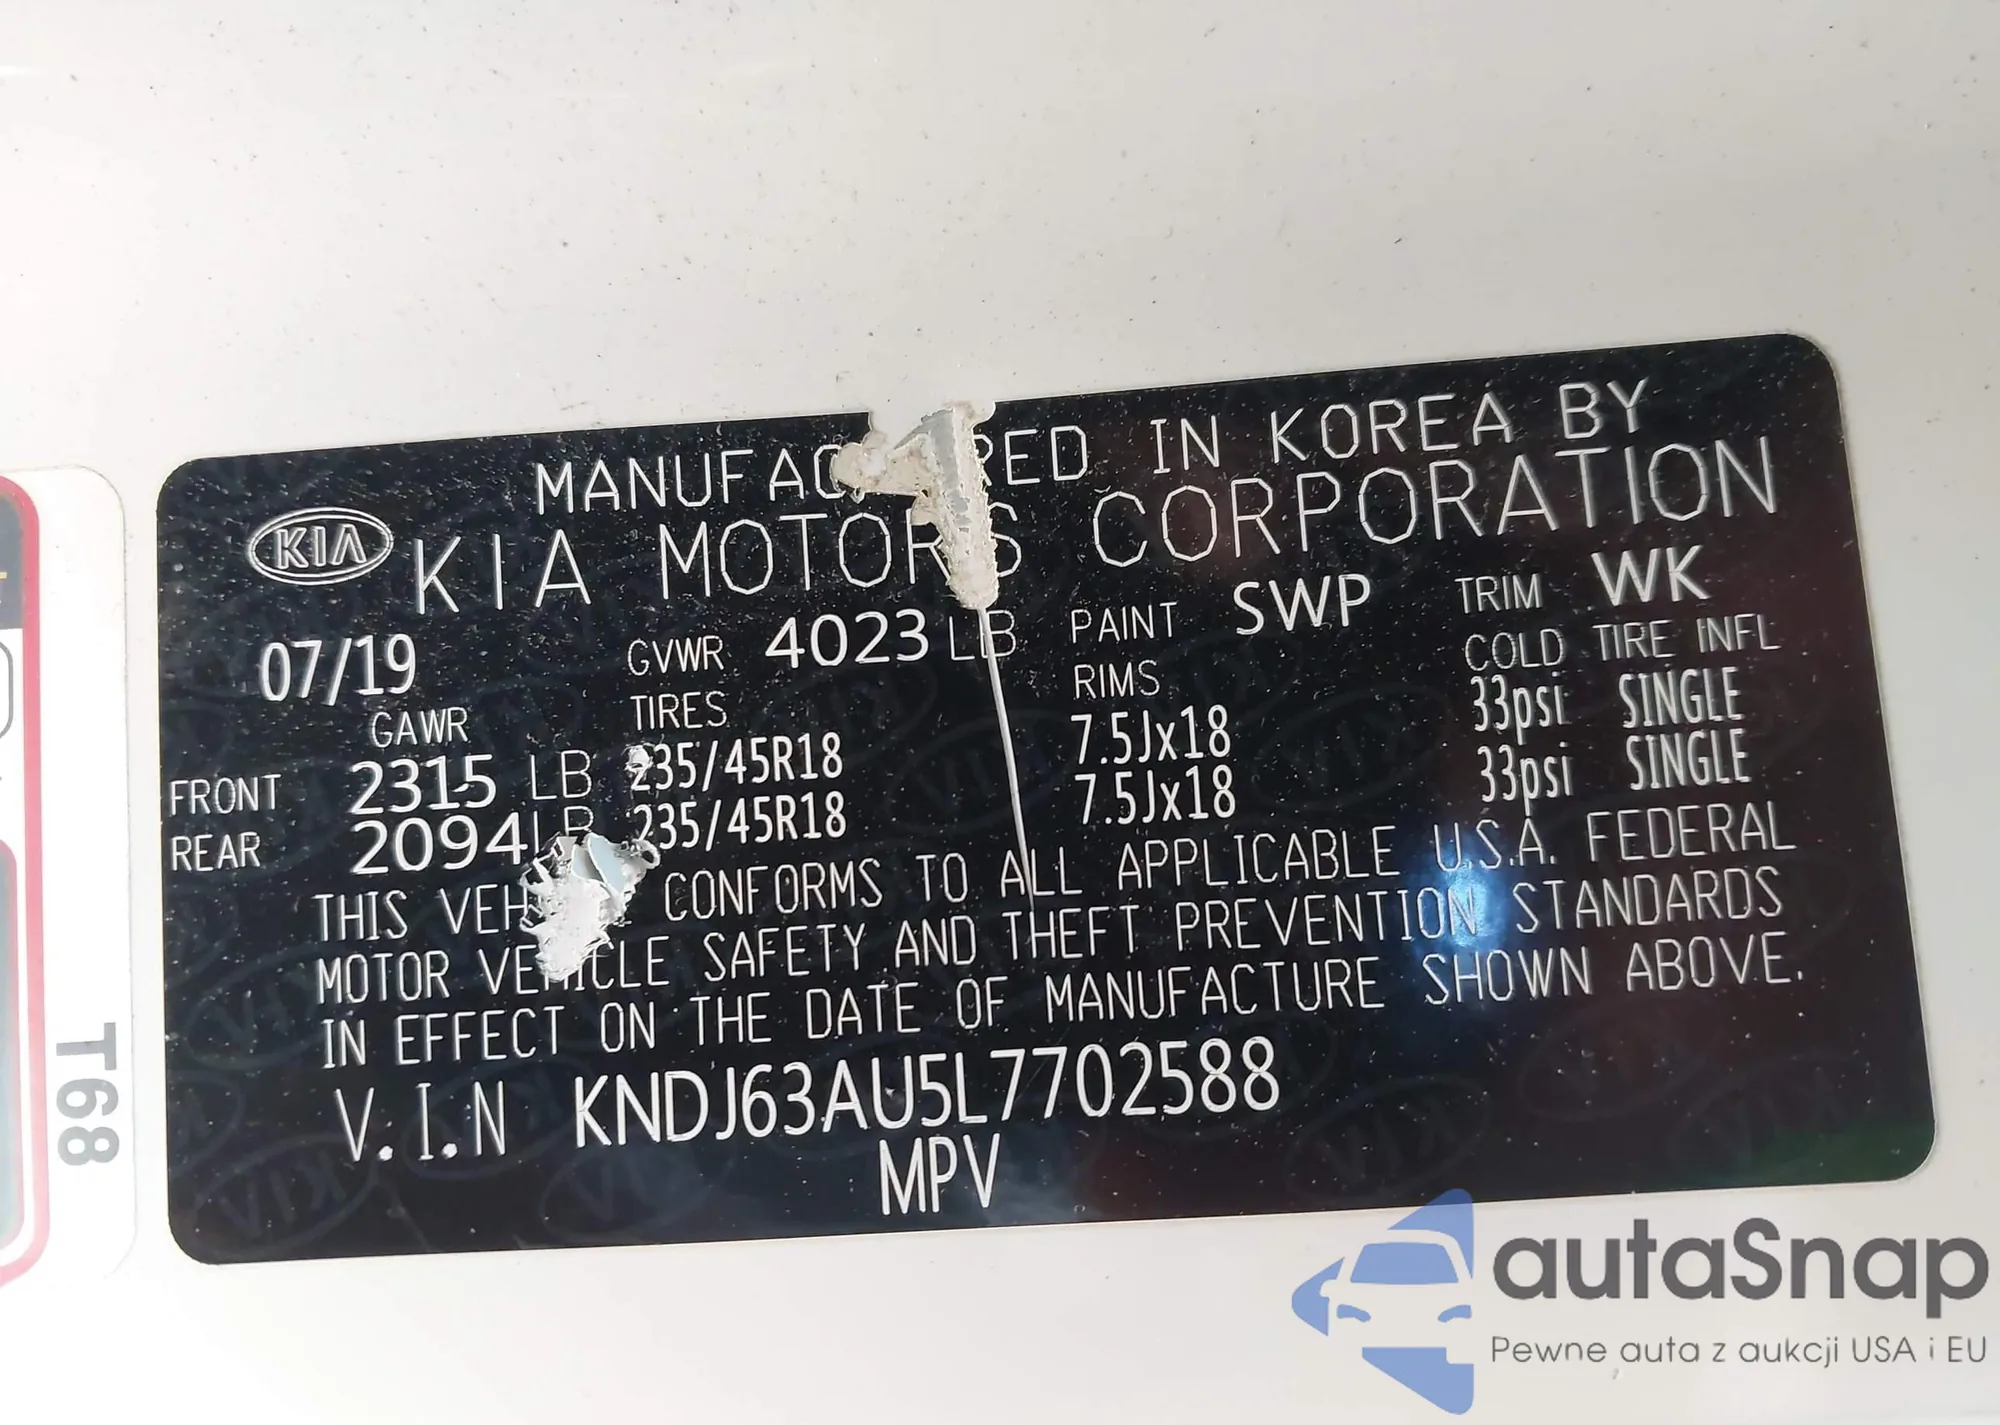 MANUFAC RED IN KOREA BY
KIA
KIA MOTORS CORPORATION
07/19 GVWR 4023 LB PAINT SWP TRIM WK
GAWR TIRES RIMS COLD TIRE INFL
FRONT 2315 LB 235/45R18 7.5Jx18 33psi SINGLE
REAR 2094 LB 235/45R18 7.5Jx18 33psi SINGLE
THIS VEH E CONFORMS TO ALL APPLICABLE U.S.A. FEDERAL
MOTOR VEHICLE SAFETY AND THEFT PREVENTION STANDARDS
IN EFFECT ON THE DATE OF MANUFACTURE SHOWN ABOVE.
V.I.N KNDJ63AU5L7702588
MPV
T68
autaSnap
Pewne auta z aukcji USA i EU